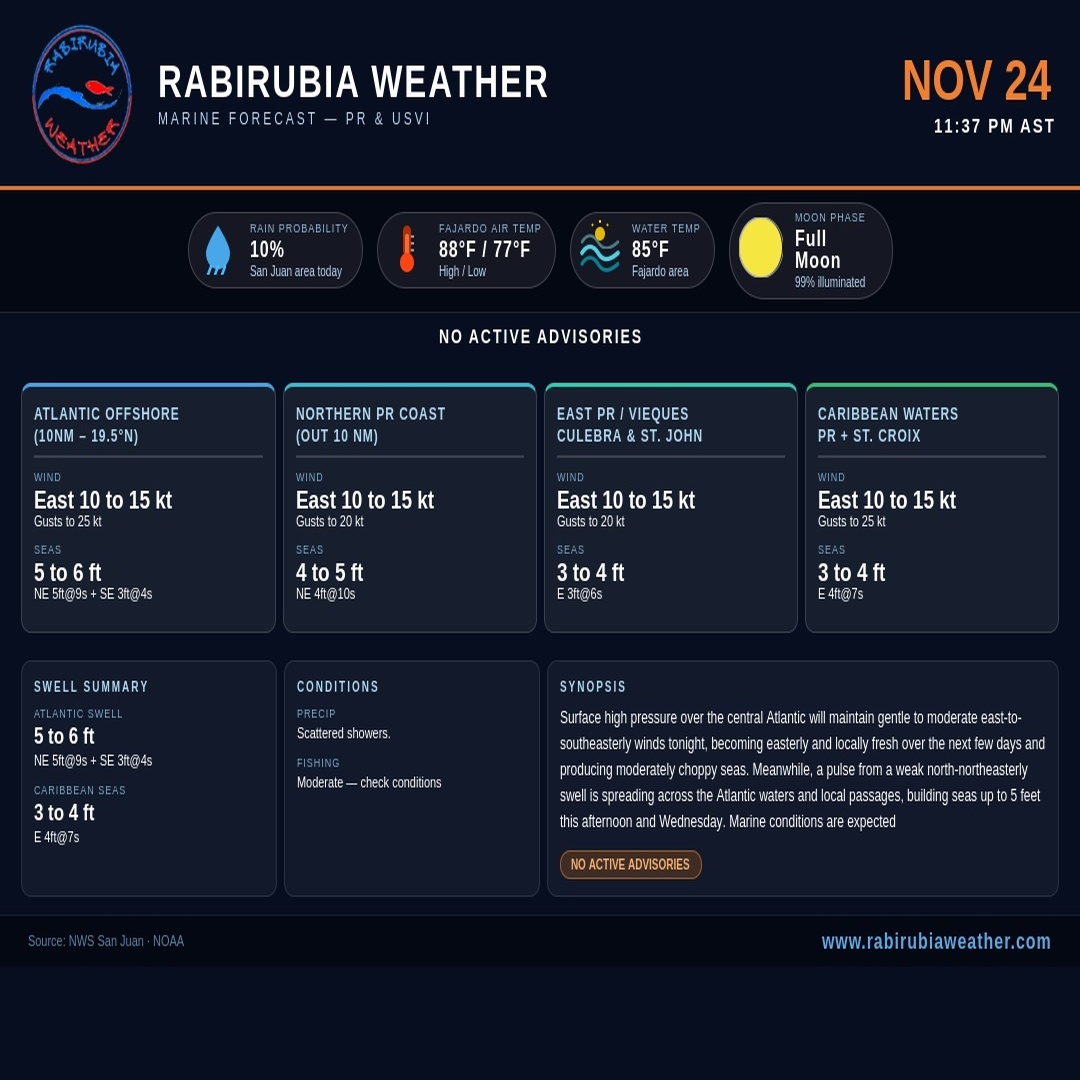 RABIRUBIA
WEATHER
RABIRUBIA WEATHER
MARINE FORECAST — PR & USVI
NOV 24
11:37 PM AST
RAIN PROBABILITY
10%
San Juan area today
FAJARDO AIR TEMP
88°F / 77°F
High / Low
WATER TEMP
85°F
Fajardo area
MOON PHASE
Full
Moon
99% illuminated
NO ACTIVE ADVISORIES
ATLANTIC OFFSHORE
(10NM – 19.5°N)
WIND
East 10 to 15 kt
Gusts to 25 kt
SEAS
5 to 6 ft
NE 5ft@9s + SE 3ft@4s
NORTHERN PR COAST
(OUT 10 NM)
WIND
East 10 to 15 kt
Gusts to 20 kt
SEAS
4 to 5 ft
NE 4ft@10s
EAST PR / VIEQUES
CULEBRA & ST. JOHN
WIND
East 10 to 15 kt
Gusts to 20 kt
SEAS
3 to 4 ft
E 3ft@6s
CARIBBEAN WATERS
PR + ST. CROIX
WIND
East 10 to 15 kt
Gusts to 25 kt
SEAS
3 to 4 ft
E 4ft@7s
SWELL SUMMARY
ATLANTIC SWELL
5 to 6 ft
NE 5ft@9s + SE 3ft@4s
CARIBBEAN SEAS
3 to 4 ft
E 4ft@7s
CONDITIONS
PRECIP
Scattered showers.
FISHING
Moderate — check conditions
SYNOPSIS
Surface high pressure over the central Atlantic will maintain gentle to moderate east-to-
southeasterly winds tonight, becoming easterly and locally fresh over the next few days and
producing moderately choppy seas. Meanwhile, a pulse from a weak north-northeasterly
swell is spreading across the Atlantic waters and local passages, building seas up to 5 feet
this afternoon and Wednesday. Marine conditions are expected
NO ACTIVE ADVISORIES
Source: NWS San Juan · NOAA
www.rabirubiaweather.com